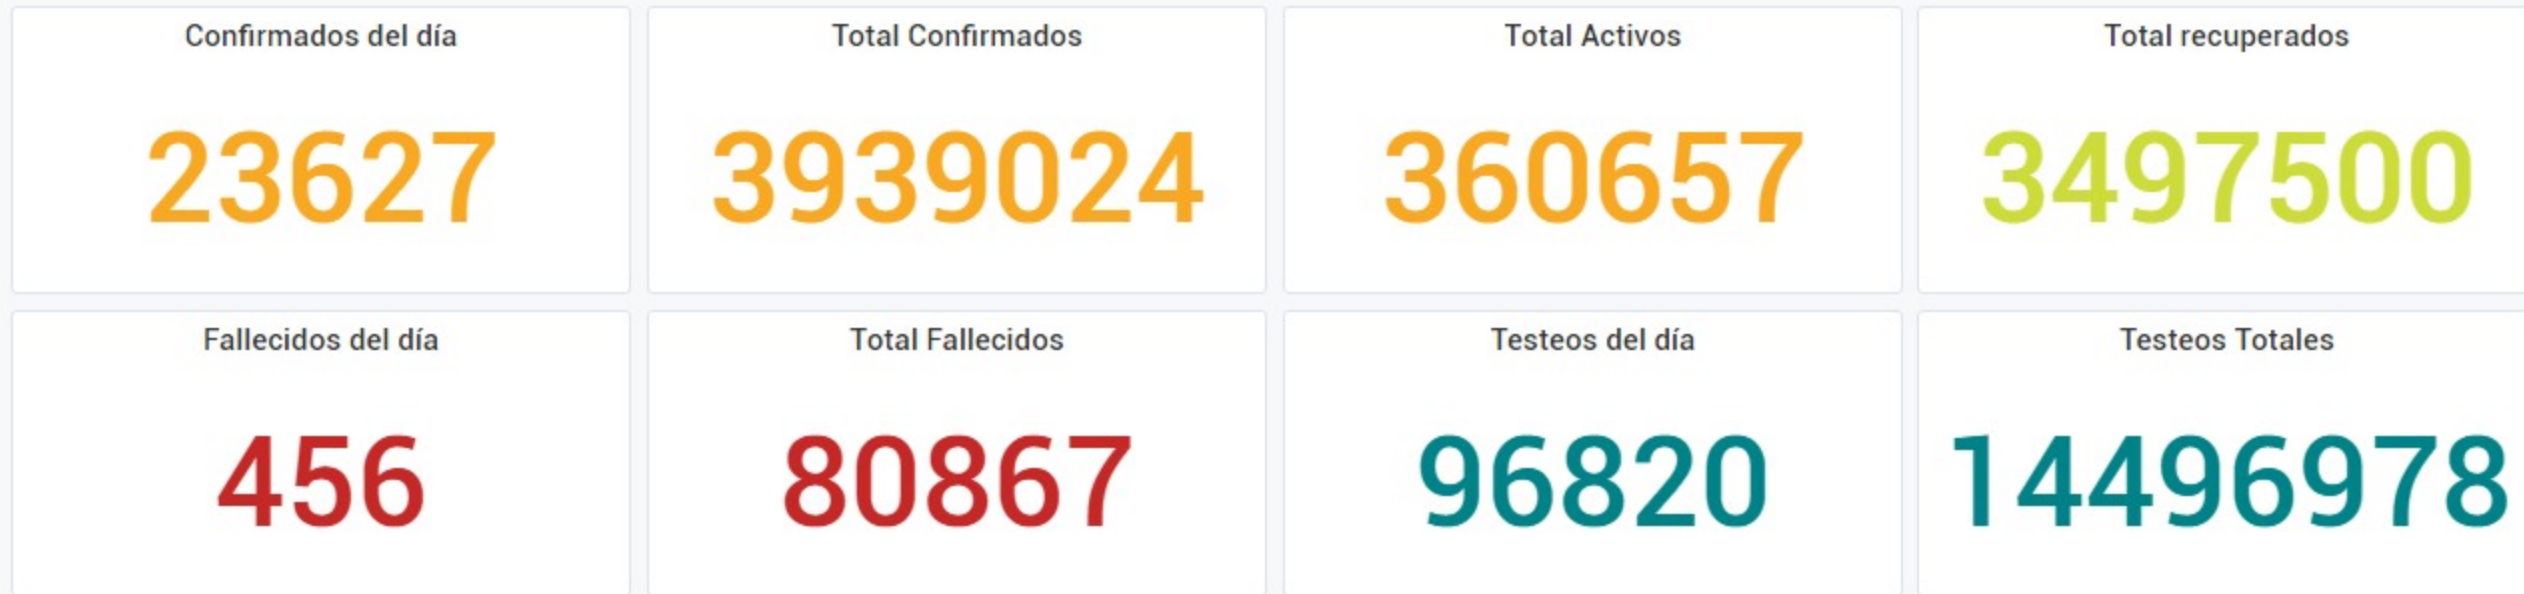 Confirmados del día
23627
Total Confirmados
3939024
Total Activos
360657
Total recuperados
3497500
Fallecidos del día
456
Total Fallecidos
80867
Testeos del día
96820
Testeos Totales
14496978